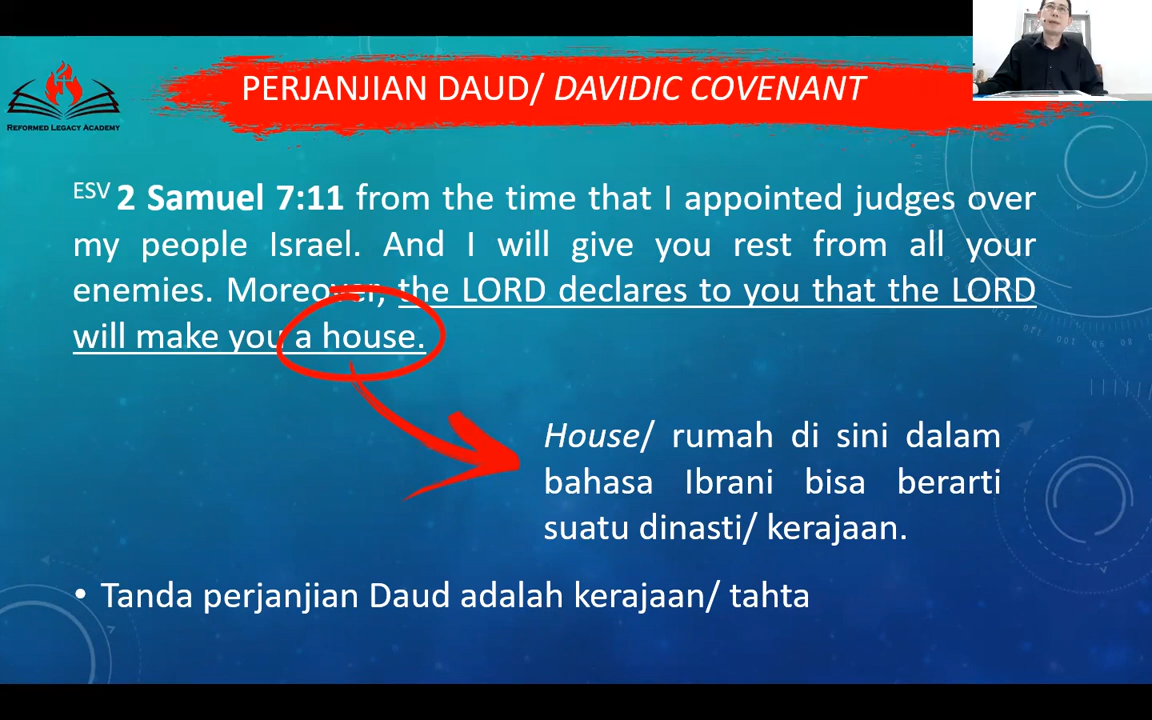 PERJANJIAN DAUD/ DAVIDIC COVENANT
REFORMED LEGACY ACADEMY
ESV 2 Samuel 7:11 from the time that I appointed judges over
my people Israel. And I will give you rest from all your
enemies. Moreover, the LORD declares to you that the LORD
will make you a house.
House/ rumah di sini dalam
bahasa Ibrani bisa berarti
suatu dinasti/ kerajaan.
• Tanda perjanjian Daud adalah kerajaan/ tahta